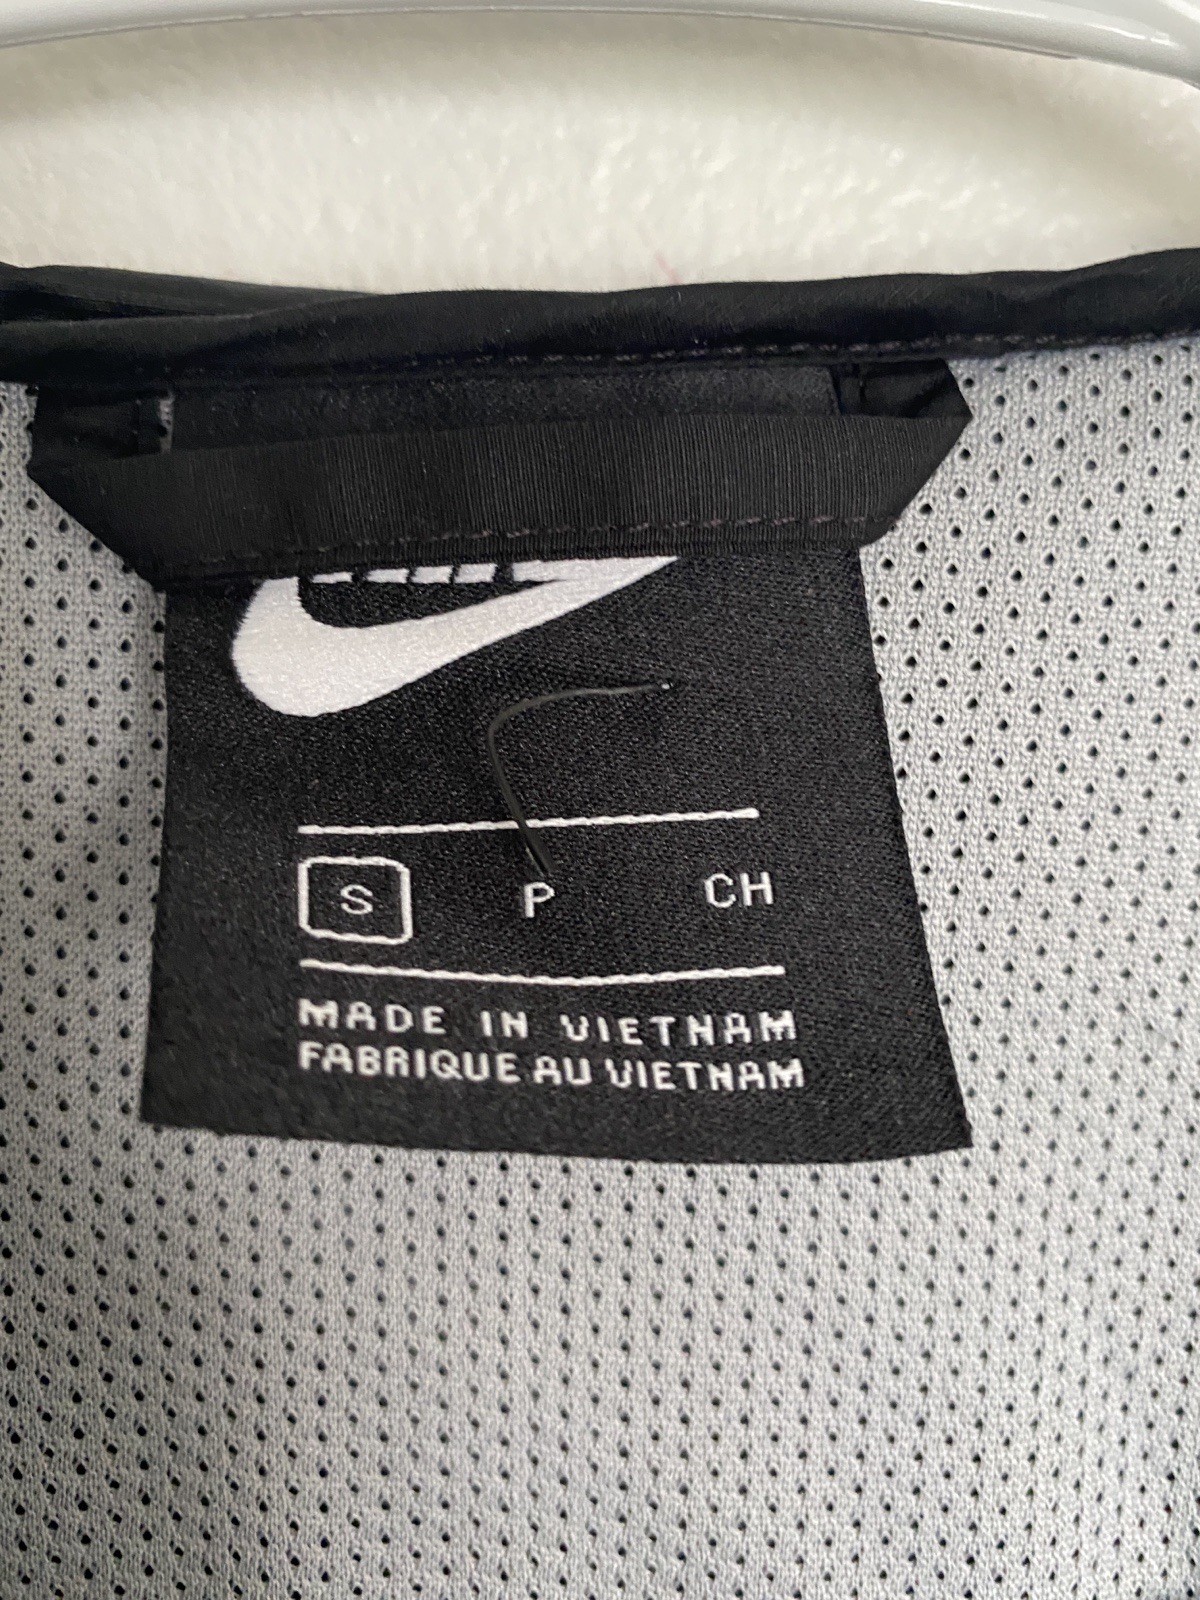 S P CH
MADE IN VIETNAM
FABRIQUE AU VIETNAM